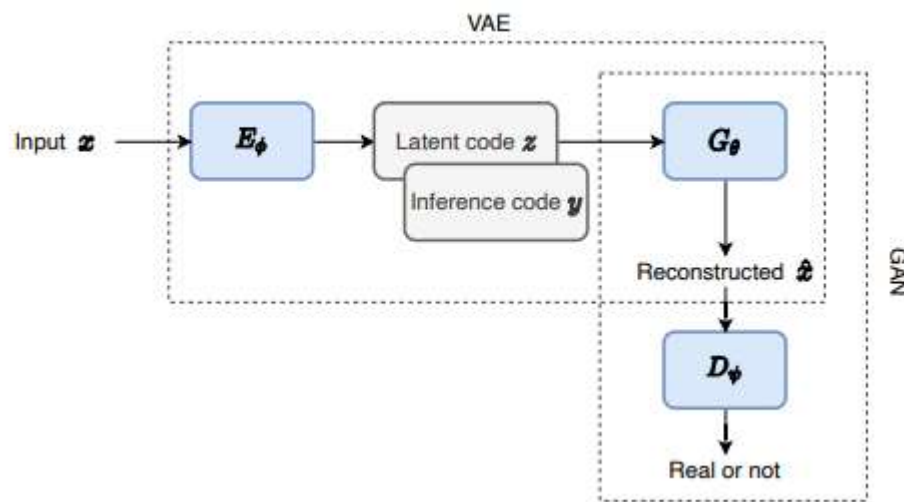 VAE
Input x
E_ϕ
Latent code z
G_θ
Inference code y
Reconstructed x̂
GAN
D_ψ
Real or not